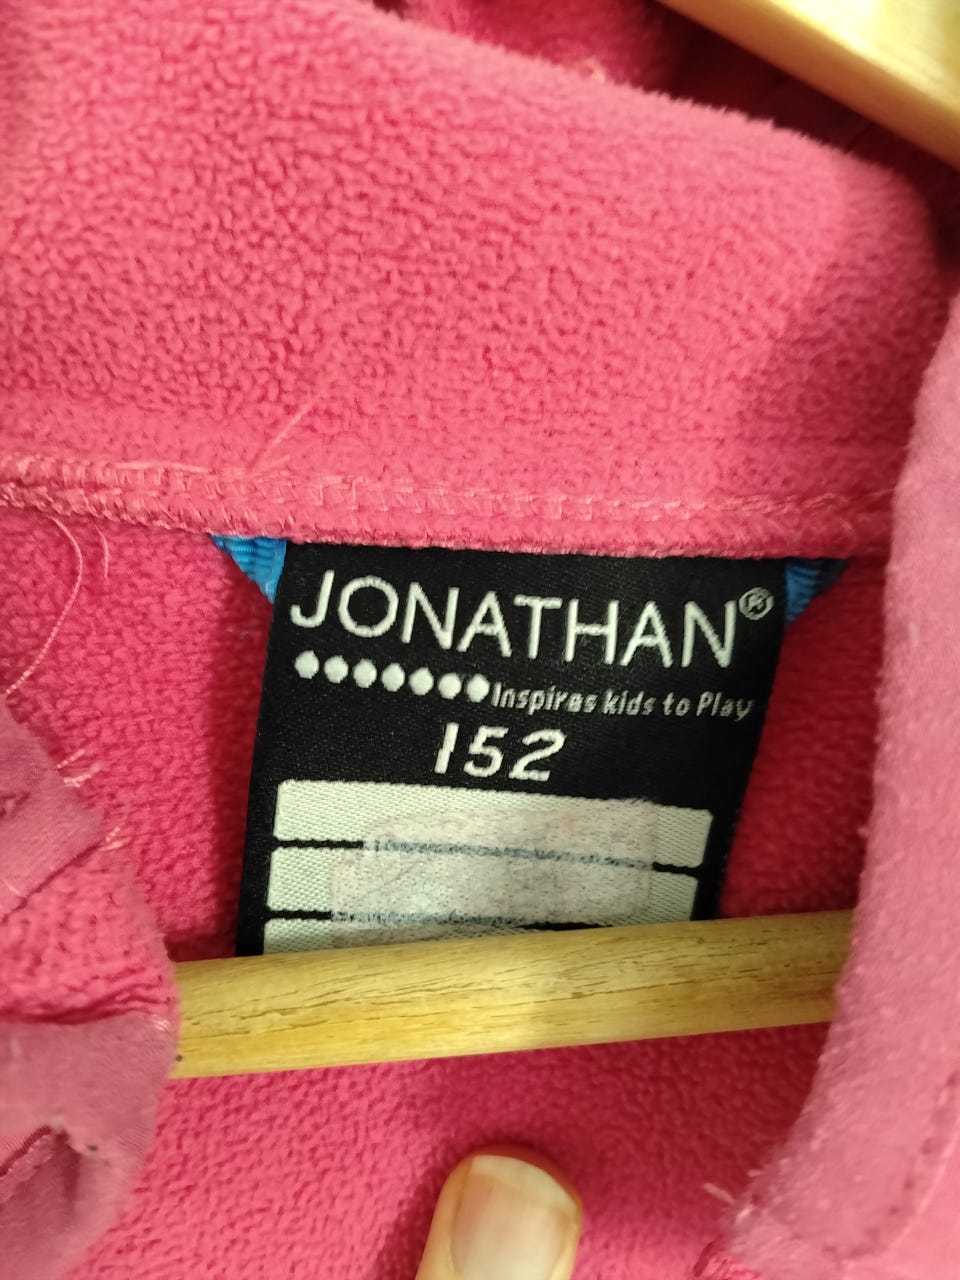 JONATHAN®
Inspires kids to Play
152